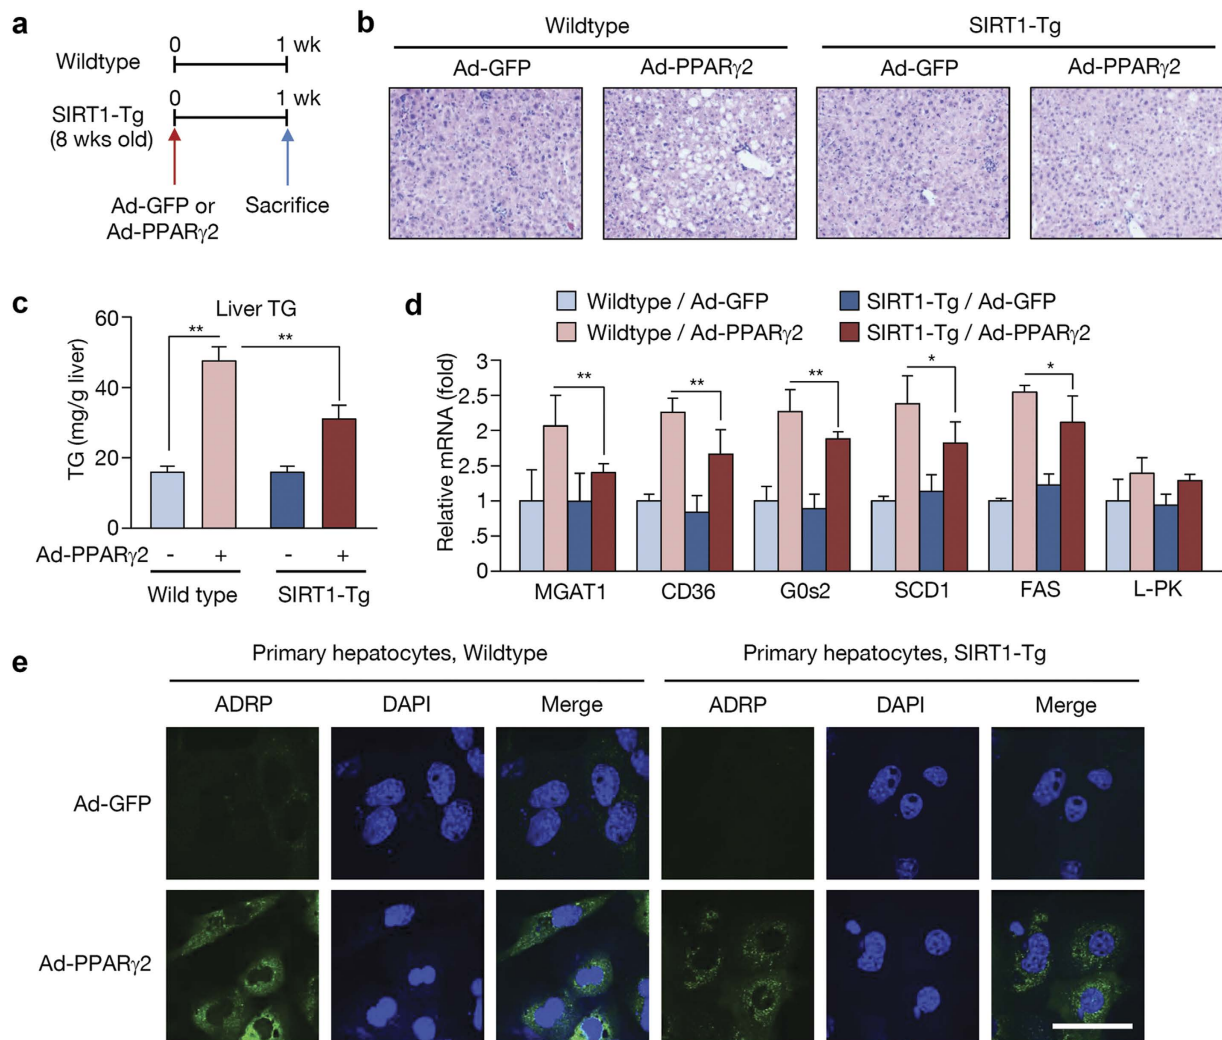 a
0 1 wk
Wildtype
0 1 wk
SIRT1-Tg
(8 wks old)
Ad-GFP or
Ad-PPARγ2
Sacrifice
b
Wildtype SIRT1-Tg
Ad-GFP Ad-PPARγ2 Ad-GFP Ad-PPARγ2
c
Liver TG
TG (mg/g liver)
60
40
20
0
**
**
Ad-PPARγ2 - + - +
Wild type SIRT1-Tg
d
Wildtype / Ad-GFP SIRT1-Tg / Ad-GFP
Wildtype / Ad-PPARγ2 SIRT1-Tg / Ad-PPARγ2
Relative mRNA (fold)
3
2.5
2
2.5
1
.5
0
** ** ** * *
MGAT1 CD36 G0s2 SCD1 FAS L-PK
e
Primary hepatocytes, Wildtype Primary hepatocytes, SIRT1-Tg
ADRP DAPI Merge ADRP DAPI Merge
Ad-GFP
Ad-PPARγ2